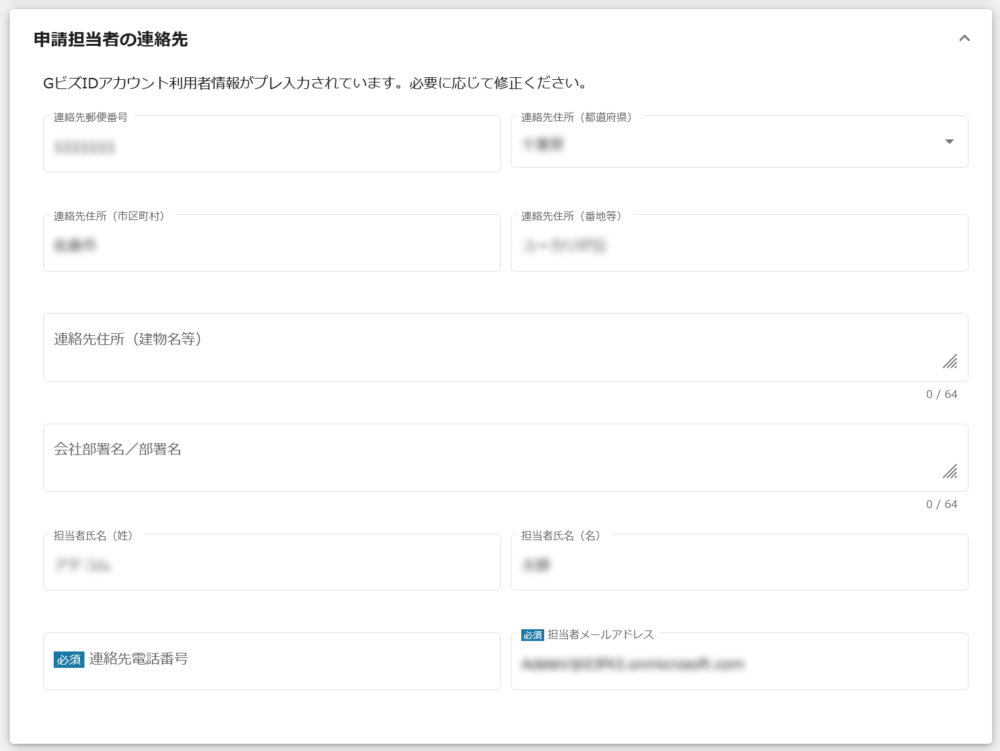 申請担当者の連絡先
GビズIDアカウント利用者情報がプレ入力されています。必要に応じて修正ください。
連絡先郵便番号
連絡先住所（都道府県）
連絡先住所（市区町村）
連絡先住所（番地等）
連絡先住所（建物名等）
0 / 64
会社部署名／部署名
0 / 64
担当者氏名（姓）
担当者氏名（名）
必須 連絡先電話番号
必須 担当者メールアドレス